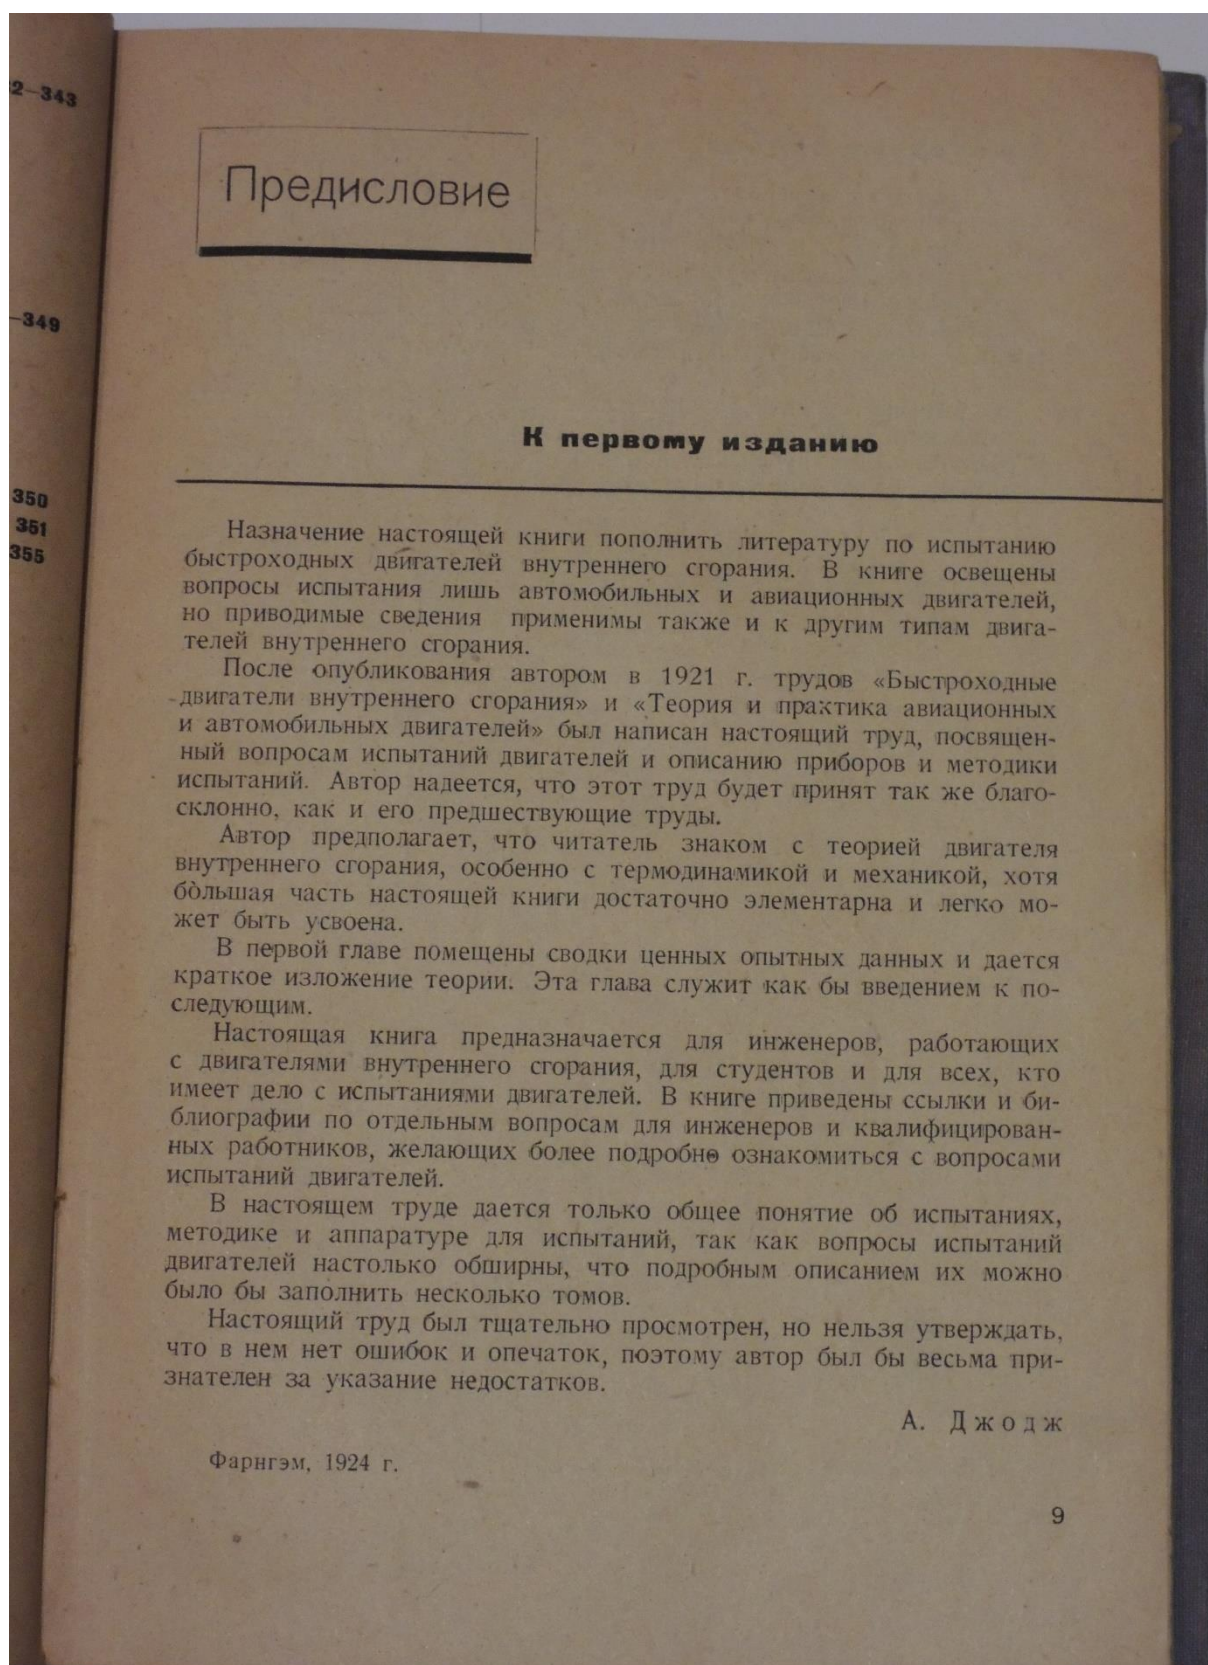 2—343
—349
350
351
355
Предисловие
К первому изданию
Назначение настоящей книги пополнить литературу по испытанию
быстроходных двигателей внутреннего сгорания. В книге освещены
вопросы испытания лишь автомобильных и авиационных двигателей,
но приводимые сведения применимы также и к другим типам двига-
телей внутреннего сгорания.
После опубликования автором в 1921 г. трудов «Быстроходные
двигатели внутреннего сгорания» и «Теория и практика авиационных
и автомобильных двигателей» был написан настоящий труд, посвящен-
ный вопросам испытаний двигателей и описанию приборов и методики
испытаний. Автор надеется, что этот труд будет принят так же благо-
склонно, как и его предшествующие труды.
Автор предполагает, что читатель знаком с теорией двигателя
внутреннего сгорания, особенно с термодинамикой и механикой, хотя
бо̀льшая часть настоящей книги достаточно элементарна и легко мо-
жет быть усвоена.
В первой главе помещены сводки ценных опытных данных и дается
краткое изложение теории. Эта глава служит как бы введением к по-
следующим.
Настоящая книга предназначается для инженеров, работающих
с двигателями внутреннего сгорания, для студентов и для всех, кто
имеет дело с испытаниями двигателей. В книге приведены ссылки и би-
блиографии по отдельным вопросам для инженеров и квалифицирован-
ных работников, желающих более подробно ознакомиться с вопросами
испытаний двигателей.
В настоящем труде дается только общее понятие об испытаниях,
методике и аппаратуре для испытаний, так как вопросы испытаний
двигателей настолько обширны, что подробным описанием их можно
было бы заполнить несколько томов.
Настоящий труд был тщательно просмотрен, но нельзя утверждать,
что в нем нет ошибок и опечаток, поэтому автор был бы весьма при-
знателен за указание недостатков.
А. Джодж
Фарнгэм, 1924 г.
9